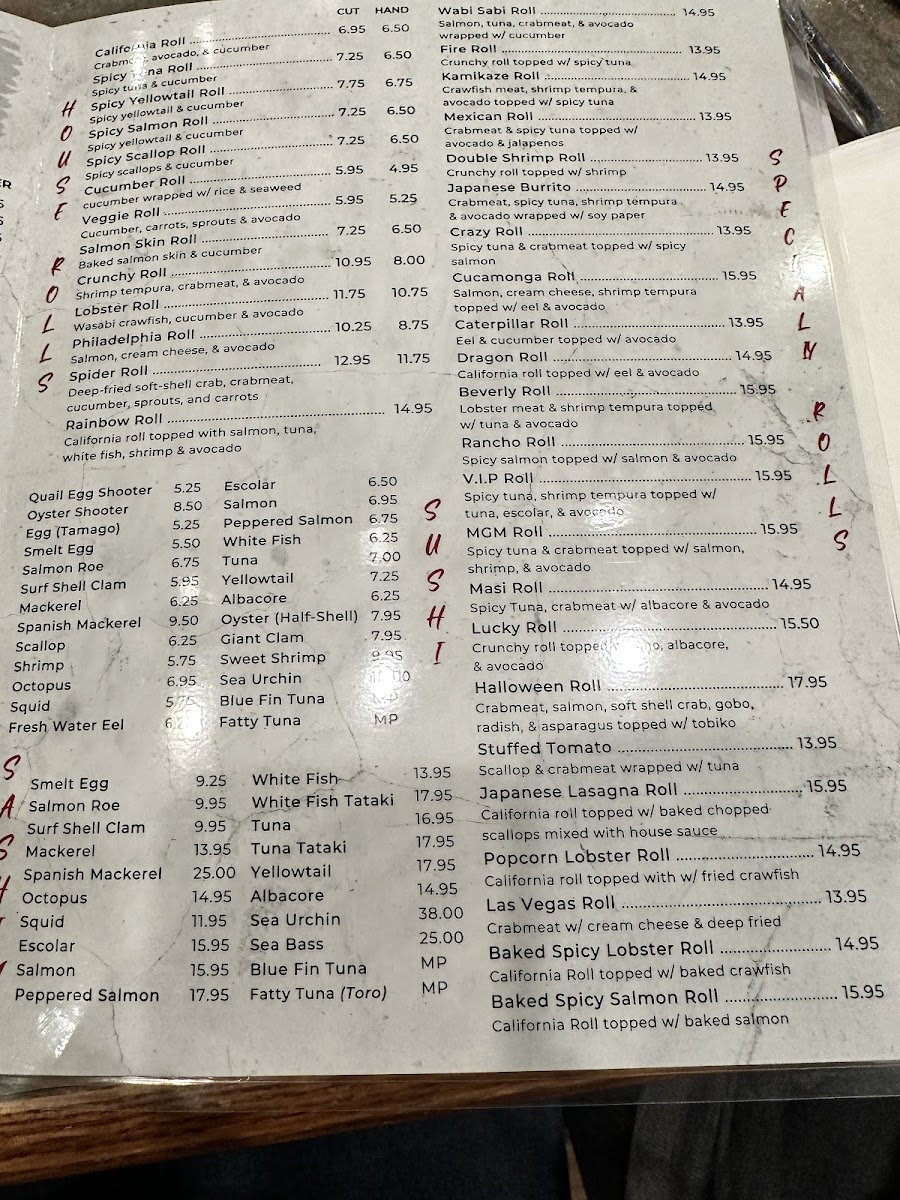 CUT HAND
California Roll 6.95 6.50
Crabmeat, avocado, & cucumber
Spicy Tuna Roll 7.25 6.50
Spicy tuna & cucumber
Spicy Yellowtail Roll 7.75 6.75
Spicy yellowtail & cucumber
Spicy Salmon Roll 7.25 6.50
Spicy yellowtail & cucumber
Spicy Scallop Roll 7.25 6.50
Spicy scallops & cucumber
Cucumber Roll 5.95 4.95
cucumber wrapped w/ rice & seaweed
Veggie Roll 5.95 5.25
Cucumber, carrots, sprouts & avocado
Salmon Skin Roll 7.25 6.50
Baked salmon skin & cucumber
Crunchy Roll 10.95 8.00
Shrimp tempura, crabmeat, & avocado
Lobster Roll 11.75 10.75
Wasabi crawfish, cucumber & avocado
Philadelphia Roll 10.25 8.75
Salmon, cream cheese, & avocado
Spider Roll 12.95 11.75
Deep-fried soft-shell crab, crabmeat,
cucumber, sprouts, and carrots
Rainbow Roll 14.95
California roll topped with salmon, tuna,
white fish, shrimp & avocado
HOUSE ROLLS
Quail Egg Shooter 5.25
Oyster Shooter 8.50
Egg (Tamago) 5.25
Smelt Egg 5.50
Salmon Roe 6.75
Surf Shell Clam 5.95
Mackerel 6.25
Spanish Mackerel 9.50
Scallop 6.25
Shrimp 5.75
Octopus 6.95
Squid
Fresh Water Eel
Escolar 6.50
Salmon 6.95
Peppered Salmon 6.75
White Fish 6.25
Tuna 7.00
Yellowtail 7.25
Albacore 6.25
Oyster (Half-Shell) 7.95
Giant Clam 7.95
Sweet Shrimp 9.95
Sea Urchin
Blue Fin Tuna MP
Fatty Tuna MP
SUSHI
Smelt Egg 9.25
Salmon Roe 9.95
Surf Shell Clam 9.95
Mackerel 13.95
Spanish Mackerel 25.00
Octopus 14.95
Squid 11.95
Escolar 15.95
Salmon 15.95
Peppered Salmon 17.95
White Fish 13.95
White Fish Tataki 17.95
Tuna 16.95
Tuna Tataki 17.95
Yellowtail 17.95
Albacore 14.95
Sea Urchin 38.00
Sea Bass 25.00
Blue Fin Tuna MP
Fatty Tuna (Toro) MP
Wabi Sabi Roll 14.95
Salmon, tuna, crabmeat, & avocado
wrapped w/ cucumber
Fire Roll 13.95
Crunchy roll topped w/ spicy tuna
Kamikaze Roll 14.95
Crawfish meat, shrimp tempura, &
avocado topped w/ spicy tuna
Mexican Roll 13.95
Crabmeat & spicy tuna topped w/
avocado & jalapenos
Double Shrimp Roll 13.95
Crunchy roll topped w/ shrimp
Japanese Burrito 14.95
Crabmeat, spicy tuna, shrimp tempura
& avocado wrapped w/ soy paper
Crazy Roll 13.95
Spicy tuna & crabmeat topped w/ spicy
salmon
Cucamonga Roll 15.95
Salmon, cream cheese, shrimp tempura
topped w/ eel & avocado
Caterpillar Roll 13.95
Eel & cucumber topped w/ avocado
Dragon Roll 14.95
California roll topped w/ eel & avocado
Beverly Roll 15.95
Lobster meat & shrimp tempura topped
w/ tuna & avocado
Rancho Roll 15.95
Spicy salmon topped w/ salmon & avocado
V.I.P Roll 15.95
Spicy tuna, shrimp tempura topped w/
tuna, escolar, & avocado
MGM Roll 15.95
Spicy tuna & crabmeat topped w/ salmon,
shrimp, & avocado
Masi Roll 14.95
Spicy Tuna, crabmeat w/ albacore & avocado
Lucky Roll 15.50
Crunchy roll topped albacore,
& avocado
Halloween Roll 17.95
Crabmeat, salmon, soft shell crab, gobo,
radish, & asparagus topped w/ tobiko
Stuffed Tomato 13.95
Scallop & crabmeat wrapped w/ tuna
Japanese Lasagna Roll 15.95
California roll topped w/ baked chopped
scallops mixed with house sauce
Popcorn Lobster Roll 14.95
California roll topped with w/ fried crawfish
Las Vegas Roll 13.95
Crabmeat w/ cream cheese & deep fried
Baked Spicy Lobster Roll 14.95
California Roll topped w/ baked crawfish
Baked Spicy Salmon Roll 15.95
California Roll topped w/ baked salmon